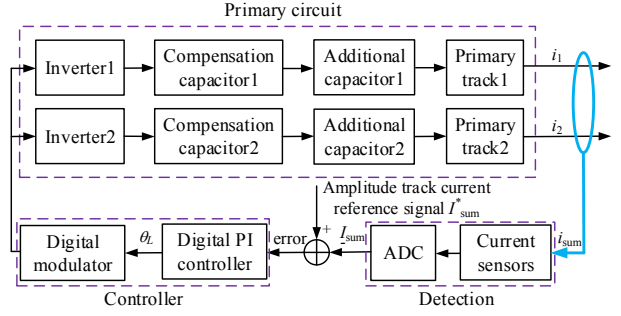 Primary circuit
Inverter1
Compensation
capacitor1
Additional
capacitor1
Primary
track1
i1
Inverter2
Compensation
capacitor2
Additional
capacitor2
Primary
track2
i2
Amplitude track current
reference signal I*sum
+
Digital
modulator
θL
Digital PI
controller
error
-
Isum
ADC
Current
sensors
isum
Controller
Detection